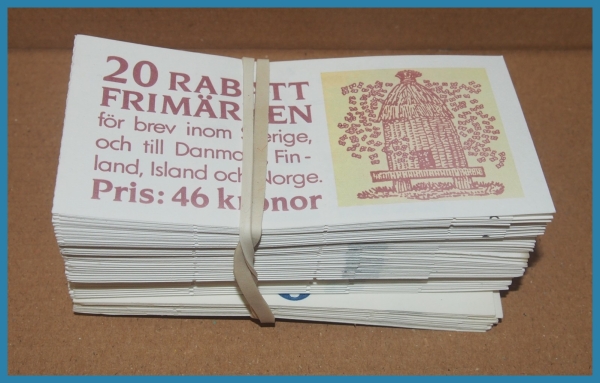 20 RABATT
FRIMÄRKEN
för brev inom Sverige,
och till Danmark, Fin-
land, Island och Norge.
Pris: 46 kronor